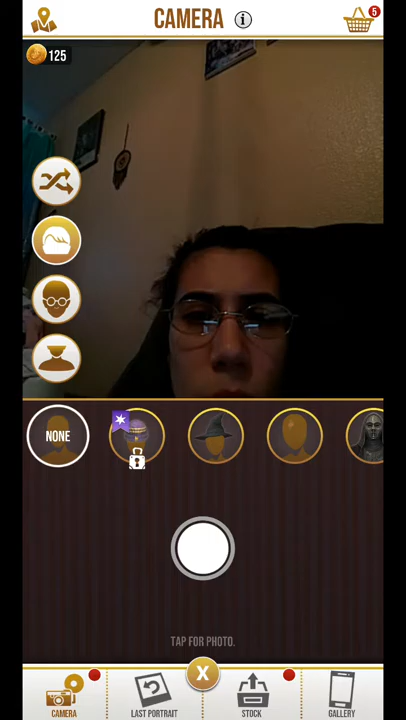 CAMERA i
5
125
NONE
TAP FOR PHOTO.
X
CAMERA
LAST PORTRAIT
STOCK
GALLERY